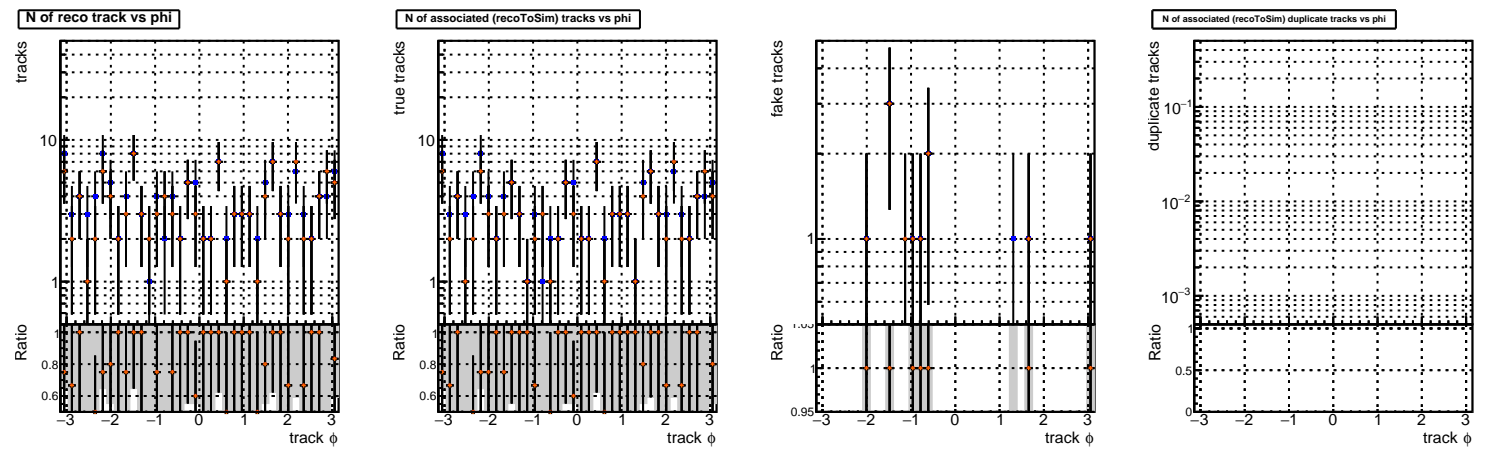 N of reco track vs phi
tracks
10
1
Ratio
1
0.8
0.6
−3 −2 −1 0 1 2 3
track ϕ
N of associated (recoToSim) tracks vs phi
true tracks
10
1
Ratio
1
0.8
0.6
−3 −2 −1 0 1 2 3
track ϕ
fake tracks
1
Ratio
1.05
1
0.95
−3 −2 −1 0 1 2 3
track ϕ
N of associated (recoToSim) duplicate tracks vs phi
duplicate tracks
10−1
10−2
10−3
Ratio
1
0.5
0
−3 −2 −1 0 1 2 3
track ϕ